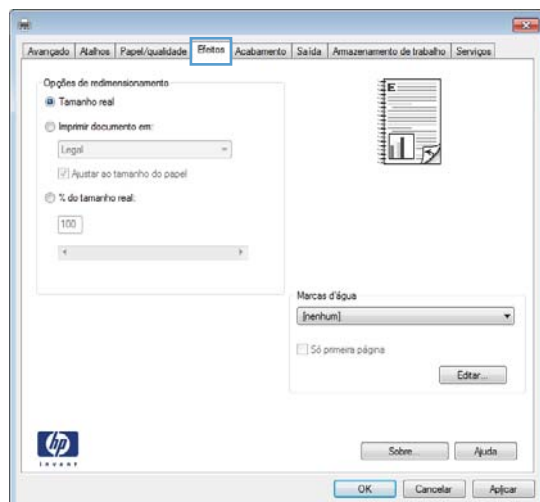 Avançado Atalhos Papel/qualidade Efeitos Acabamento Saída Armazenamento de trabalho Serviços
Opções de redimensionamento
Tamanho real
Imprimir documento em:
Legal
Ajustar ao tamanho do papel
% do tamanho real:
100
E
Marcas d'água
[nenhum]
Só primeira página
Editar...
hp
invent
Sobre... Ajuda
OK Cancelar Aplicar